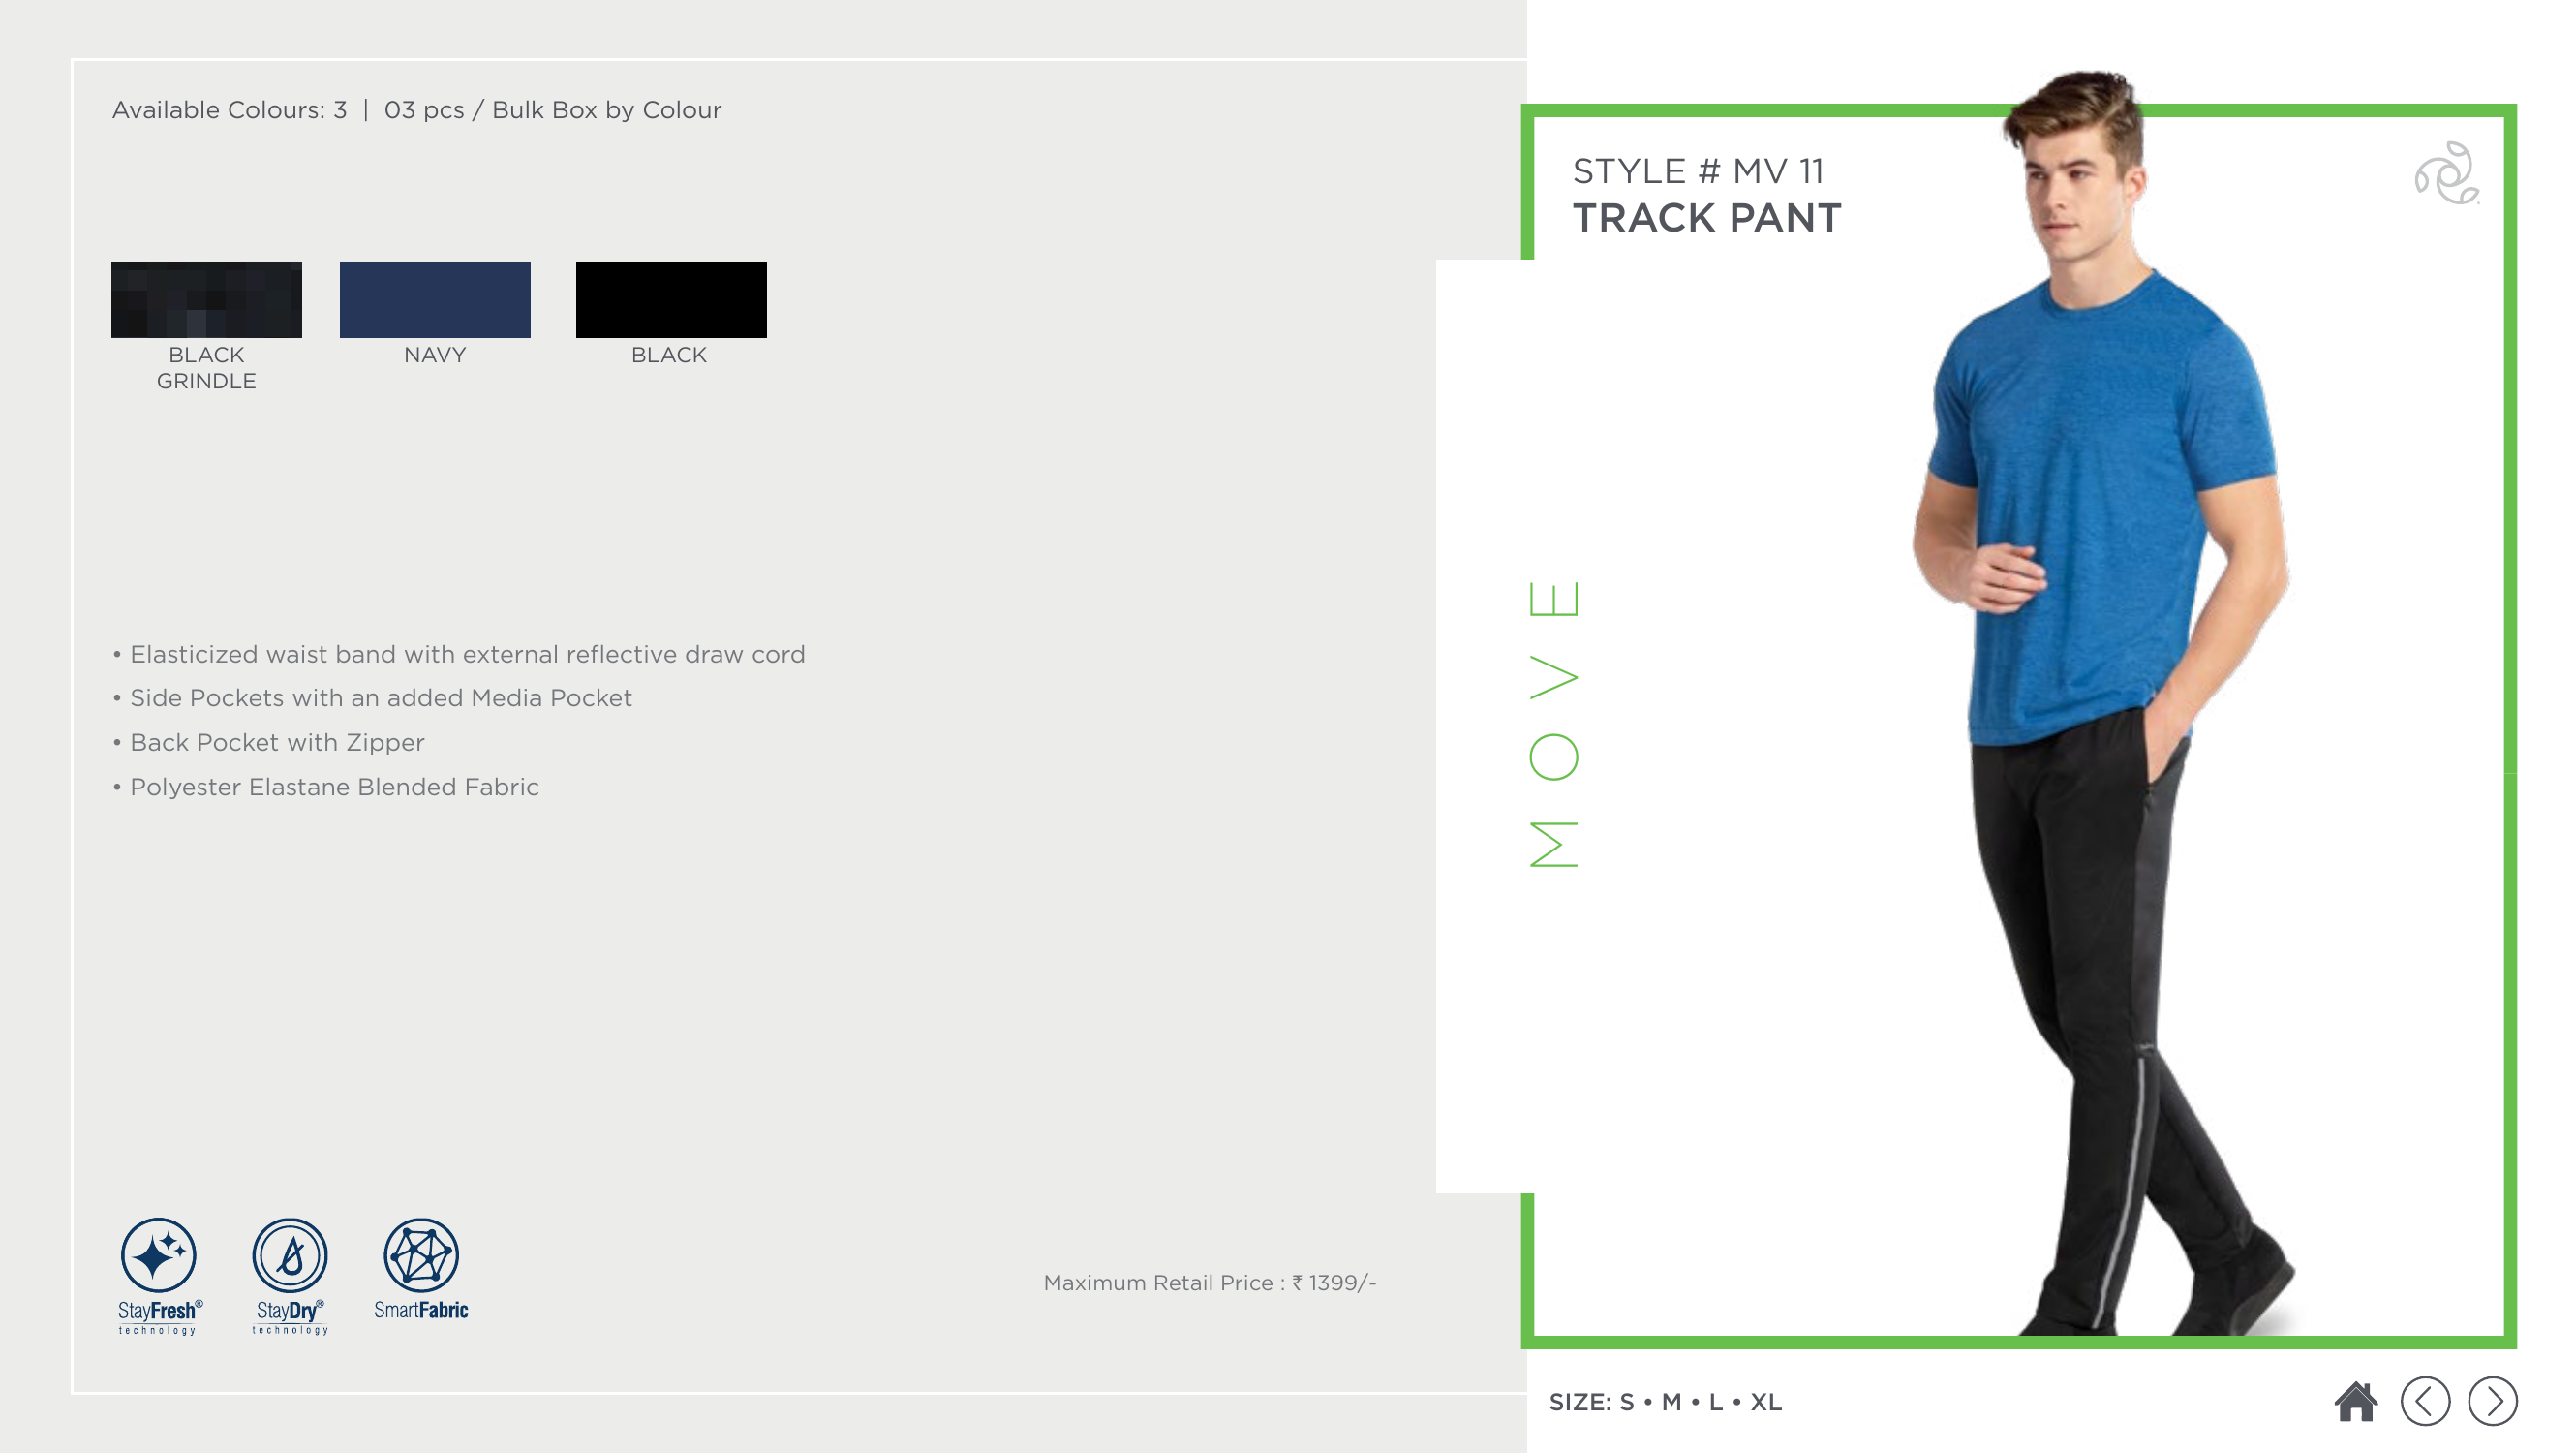 Available Colours: 3 | 03 pcs / Bulk Box by Colour
BLACK
GRINDLE
NAVY
BLACK
• Elasticized waist band with external reflective draw cord
• Side Pockets with an added Media Pocket
• Back Pocket with Zipper
• Polyester Elastane Blended Fabric
StayFresh®
technology
StayDry®
technology
SmartFabric
Maximum Retail Price : ₹ 1399/-
STYLE # MV 11
TRACK PANT
MOVE
SIZE: S • M • L • XL